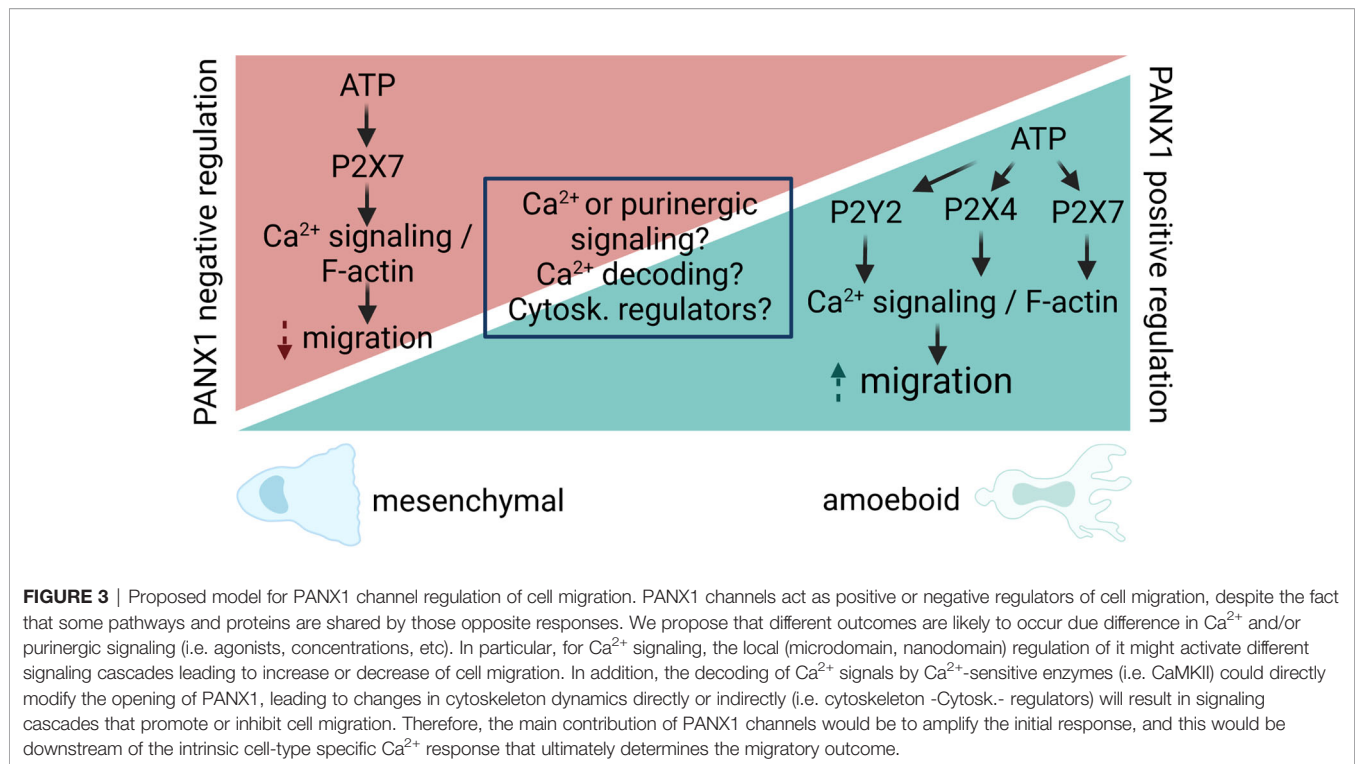 PANX1 negative regulation
ATP
P2X7
Ca²⁺ signaling /
F-actin
migration
Ca²⁺ or purinergic
signaling?
Ca²⁺ decoding?
Cytosk. regulators?
ATP
P2Y2 P2X4 P2X7
Ca²⁺ signaling / F-actin
migration
PANX1 positive regulation
mesenchymal
amoeboid
FIGURE 3 | Proposed model for PANX1 channel regulation of cell migration. PANX1 channels act as positive or negative regulators of cell migration, despite the fact
that some pathways and proteins are shared by those opposite responses. We propose that different outcomes are likely to occur due difference in Ca²⁺ and/or
purinergic signaling (i.e. agonists, concentrations, etc). In particular, for Ca²⁺ signaling, the local (microdomain, nanodomain) regulation of it might activate different
signaling cascades leading to increase or decrease of cell migration. In addition, the decoding of Ca²⁺ signals by Ca²⁺-sensitive enzymes (i.e. CaMKII) could directly
modify the opening of PANX1, leading to changes in cytoskeleton dynamics directly or indirectly (i.e. cytoskeleton -Cytosk.- regulators) will result in signaling
cascades that promote or inhibit cell migration. Therefore, the main contribution of PANX1 channels would be to amplify the initial response, and this would be
downstream of the intrinsic cell-type specific Ca²⁺ response that ultimately determines the migratory outcome.